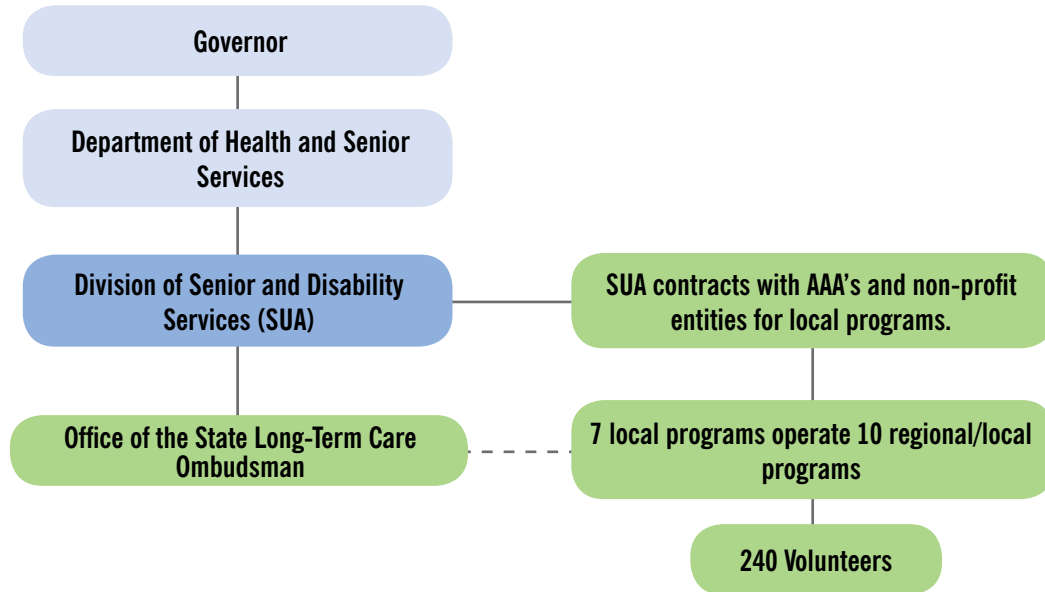 Governor
Department of Health and Senior
Services
Division of Senior and Disability
Services (SUA)
SUA contracts with AAA's and non-profit
entities for local programs.
Office of the State Long-Term Care
Ombudsman
7 local programs operate 10 regional/local
programs
240 Volunteers